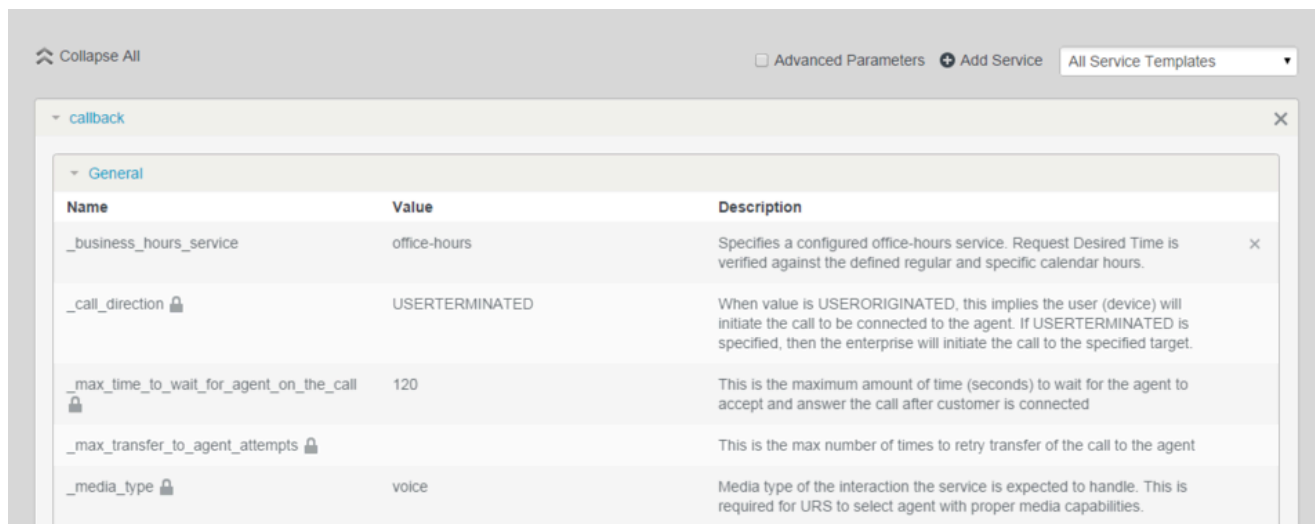 Collapse All
Advanced Parameters Add Service All Service Templates
callback
General
Name Value Description
_business_hours_service office-hours Specifies a configured office-hours service. Request Desired Time is
verified against the defined regular and specific calendar hours.
_call_direction USERTERMINATED When value is USERORIGINATED, this implies the user (device) will
initiate the call to be connected to the agent. If USERTERMINATED is
specified, then the enterprise will initiate the call to the specified target.
_max_time_to_wait_for_agent_on_the_call 120 This is the maximum amount of time (seconds) to wait for the agent to
accept and answer the call after customer is connected
_max_transfer_to_agent_attempts This is the max number of times to retry transfer of the call to the agent
_media_type voice Media type of the interaction the service is expected to handle. This is
required for URS to select agent with proper media capabilities.